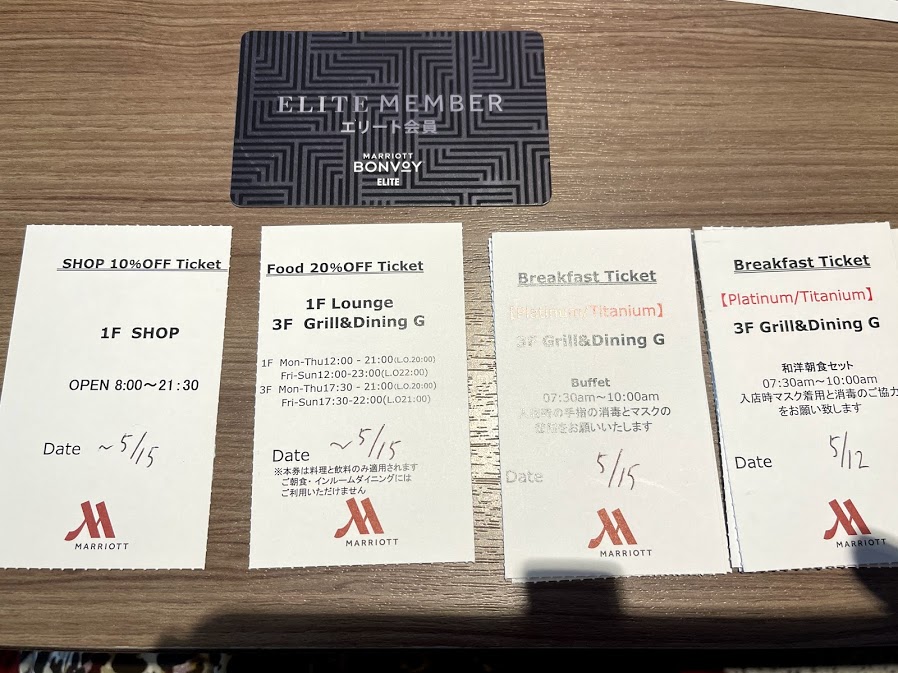 ELITE MEMBER
エリート会員
MARRIOTT
BONVOY
ELITE
SHOP 10%OFF Ticket
1F SHOP
OPEN 8:00～21:30
Date ~5/15
MARRIOTT
Food 20%OFF Ticket
1F Lounge
3F Grill&Dining G
1F Mon-Thu12:00 - 21:00(L.O.20:00)
Fri-Sun12:00-23:00(L.O22:00)
3F Mon-Thu17:30 - 21:00(L.O.20:00)
Fri-Sun17:30-22:00(L.O21:00)
Date ~5/15
※本券は料理と飲料のみ適用されます
ご朝食・インルームダイニングには
ご利用いただけません
MARRIOTT
Breakfast Ticket
【Platinum/Titanium】
3F Grill&Dining G
Buffet
07:30am～10:00am
入店時の手指の消毒とマスクの
着用をお願いいたします
Date 5/15
MARRIOTT
Breakfast Ticket
【Platinum/Titanium】
3F Grill&Dining G
和洋朝食セット
07:30am～10:00am
入店時マスク着用と消毒のご協力
をお願い致します
Date 5/12
MARRIOTT